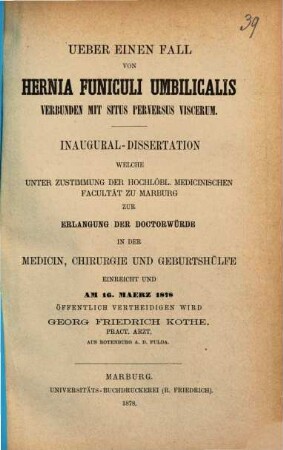 39
UEBER EINEN FALL
VON
HERNIA FUNICULI UMBILICALIS
VERBUNDEN MIT SITUS PERVERSUS VISCERUM.
INAUGURAL-DISSERTATION
WELCHE
UNTER ZUSTIMMUNG DER HOCHLÖBL. MEDICINISCHEN
FACULTÄT ZU MARBURG
ZUR
ERLANGUNG DER DOCTORWÜRDE
IN DER
MEDICIN, CHIRURGIE UND GEBURTSHÜLFE
EINREICHT UND
AM 16. MAERZ 1878
ÖFFENTLICH VERTHEIDIGEN WIRD
GEORG FRIEDRICH KOTHE,
PRACT. ARZT.
AUS ROTENBURG A. D. FULDA.
MARBURG.
UNIVERSITÄTS-BUCHDRUCKEREI (R. FRIEDRICH).
1878.